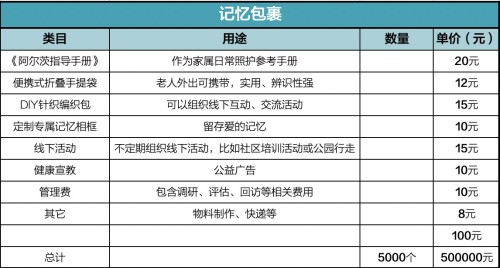 记忆包裹
类目 用途 数量 单价（元）
《阿尔茨指导手册》 作为家属日常照护参考手册 20元
便携式折叠手提袋 老人外出可携带，实用、辨识性强 12元
DIY针织编织包 可以组织线下互动、交流活动 15元
定制专属记忆相框 留存爱的记忆 10元
线下活动 不定期组织线下活动，比如社区培训活动或公园行走 15元
健康宣教 公益广告 10元
管理费 包含调研、评估、回访等相关费用 10元
其它 物料制作、快递等 8元
100元
总计 5000个 500000元